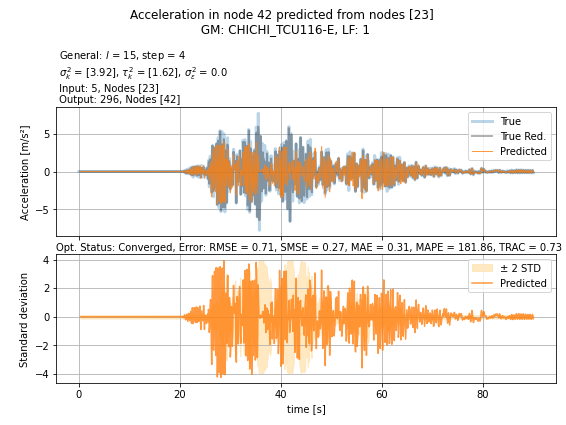 Acceleration in node 42 predicted from nodes [23]
GM: CHICHI_TCU116-E, LF: 1
General: l = 15, step = 4
σ²ₖ = [3.92], τ²ₖ = [1.62], σ²_ε = 0.0
Input: 5, Nodes [23]
Output: 296, Nodes [42]
Acceleration [m/s²]
5
0
−5
True
True Red.
Predicted
Opt. Status: Converged, Error: RMSE = 0.71, SMSE = 0.27, MAE = 0.31, MAPE = 181.86, TRAC = 0.73
Standard deviation
4
2
0
−2
−4
± 2 STD
Predicted
0 20 40 60 80
time [s]